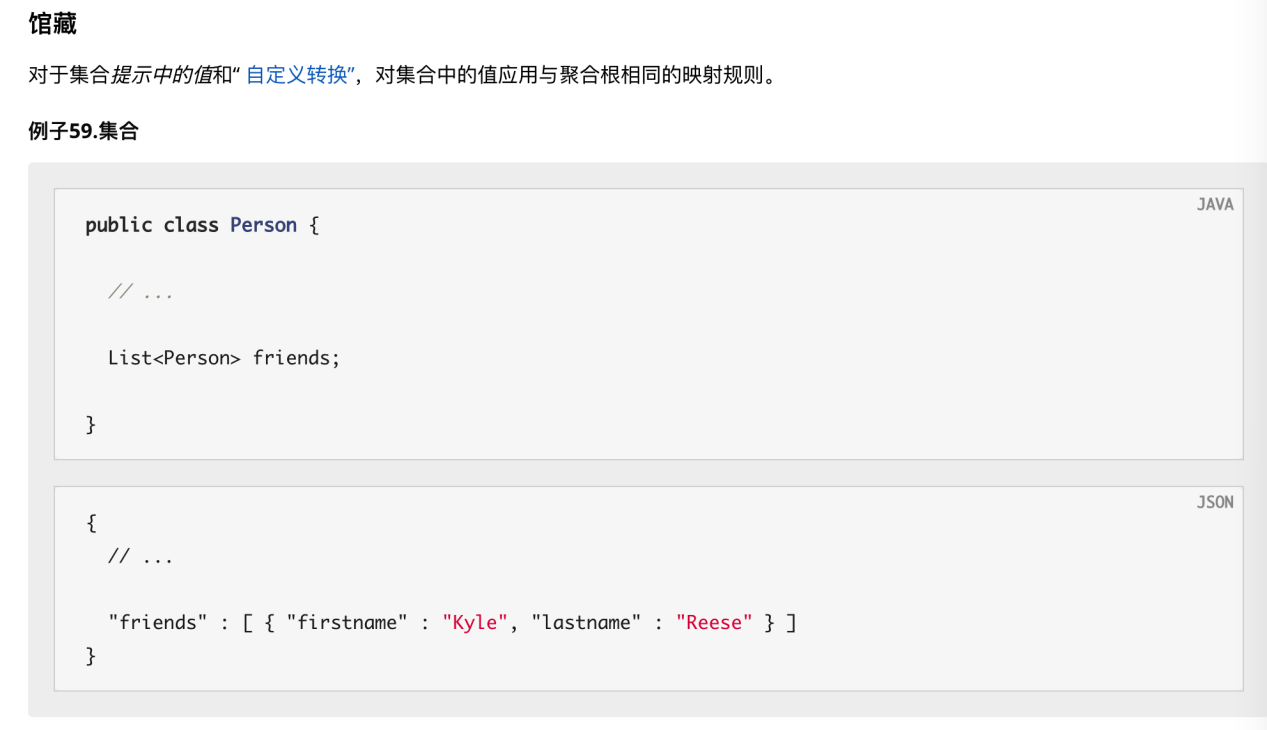 馆藏
对于集合提示中的值和“ 自定义转换”，对集合中的值应用与聚合根相同的映射规则。
例子59.集合
JAVA
public class Person {
// ...
List<Person> friends;
}
JSON
{
// ...
"friends" : [ { "firstname" : "Kyle", "lastname" : "Reese" } ]
}